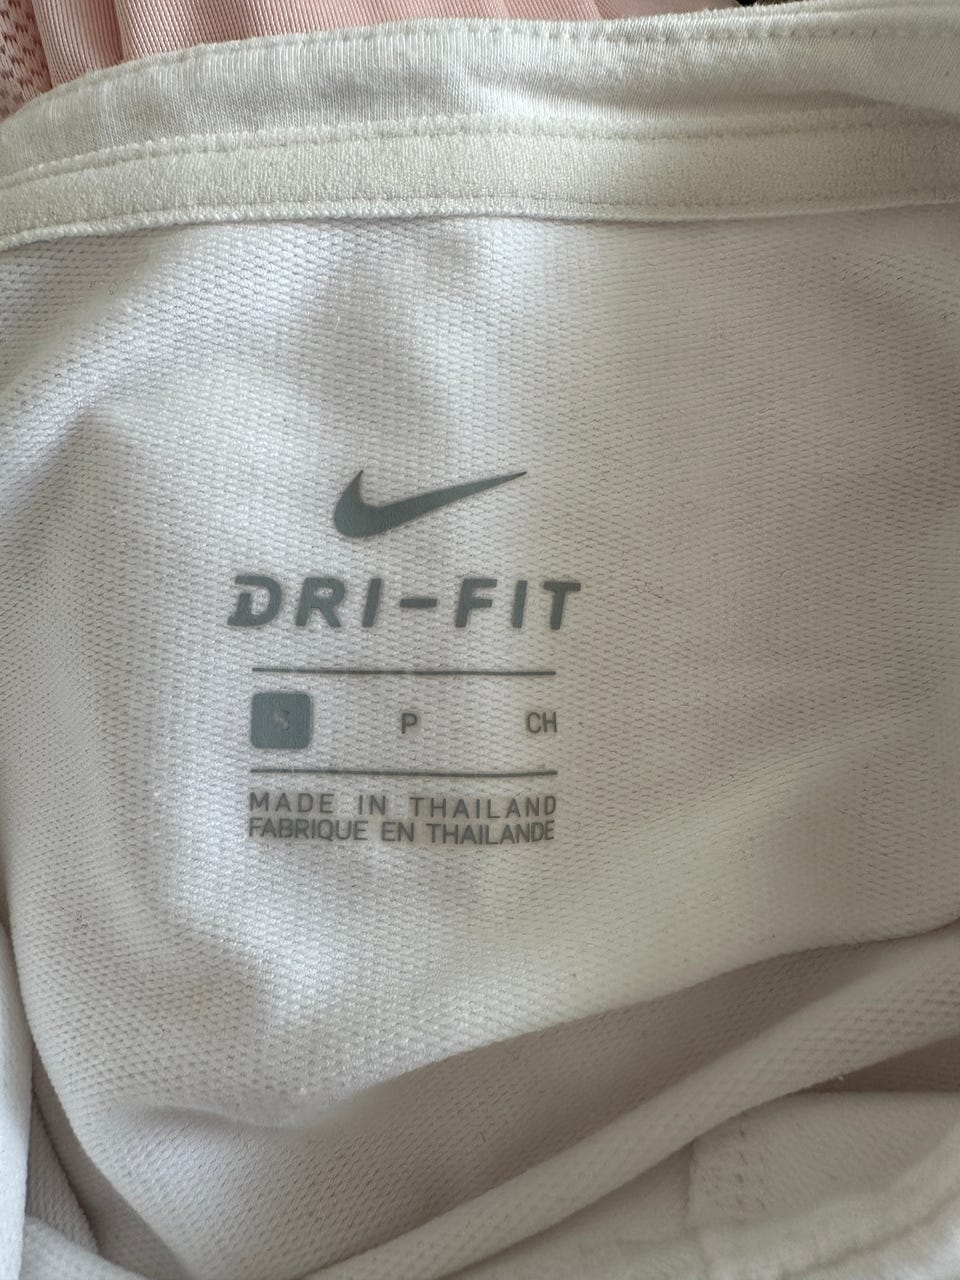 DRI-FIT
S P CH
MADE IN THAILAND
FABRIQUE EN THAILANDE